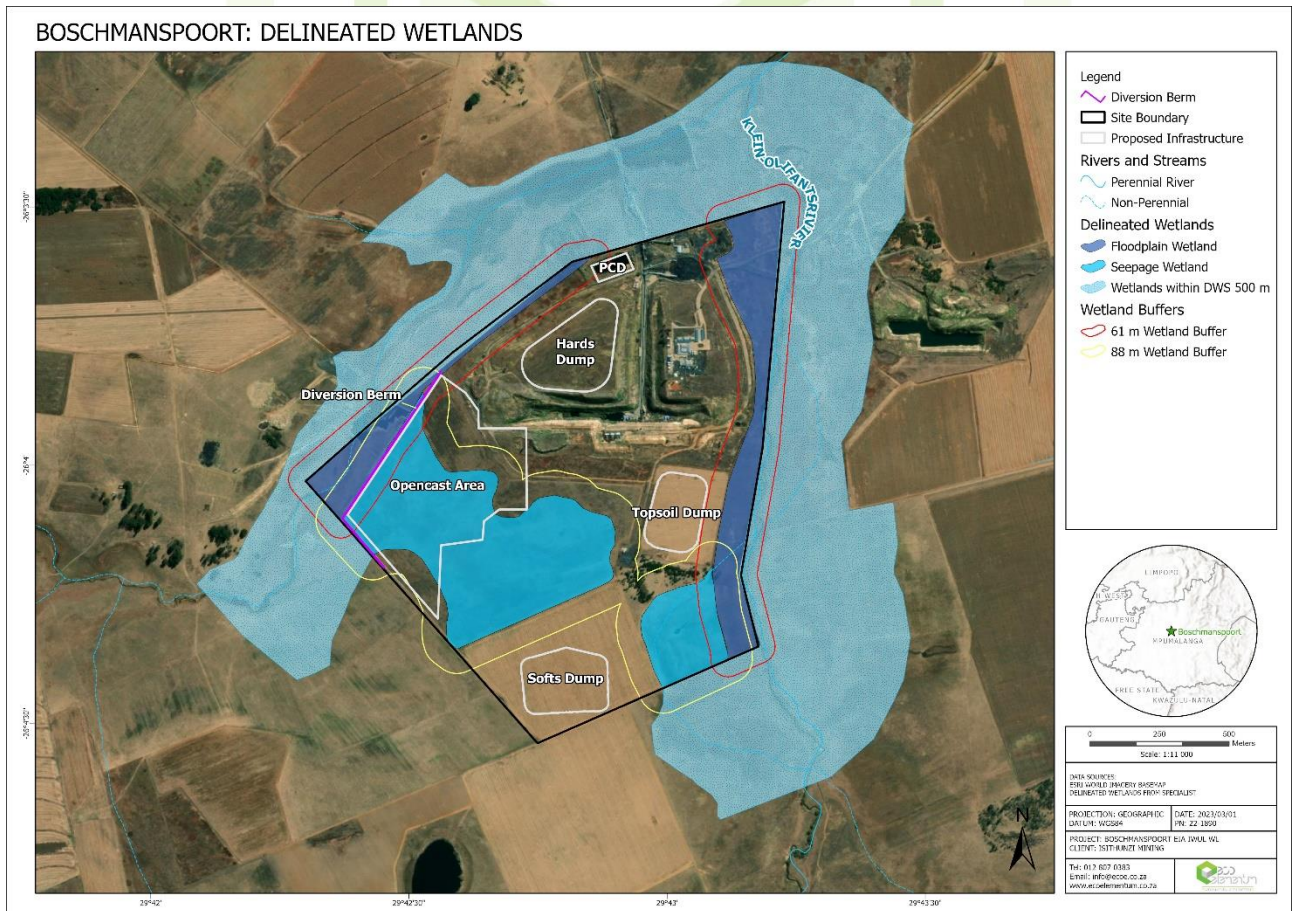 BOSCHMANSPOORT: DELINEATED WETLANDS
KLEIN OLIFANTSRIVIER
PCD
Hards
Dump
Diversion Berm
Opencast Area
Topsoil Dump
Softs Dump
-26°3'30"
-26°4'
-26°4'30"
29°42'
29°42'30"
29°43'
29°43'30"
Legend
Diversion Berm
Site Boundary
Proposed Infrastructure
Rivers and Streams
Perennial River
Non-Perennial
Delineated Wetlands
Floodplain Wetland
Seepage Wetland
Wetlands within DWS 500 m
Wetland Buffers
61 m Wetland Buffer
88 m Wetland Buffer
LIMPOPO
GAUTENG
Boschmanspoort
MPUMALANGA
FREE STATE
KWAZULU-NATAL
0 250 500
Meters
Scale: 1:11 000
DATA SOURCES:
ESRI WORLD IMAGERY BASEMAP
DELINEATED WETLANDS FROM SPECIALIST
PROJECTION: GEOGRAPHIC
DATUM: WGS84
DATE: 2023/03/01
PN: 22-1890
PROJECT: BOSCHMANSPOORT EIA IWUL WL
CLIENT: ISITHUNZI MINING
Tel: 012 807 0383
Email: info@ecoe.co.za
www.ecoelementum.co.za
eco
elementum
N